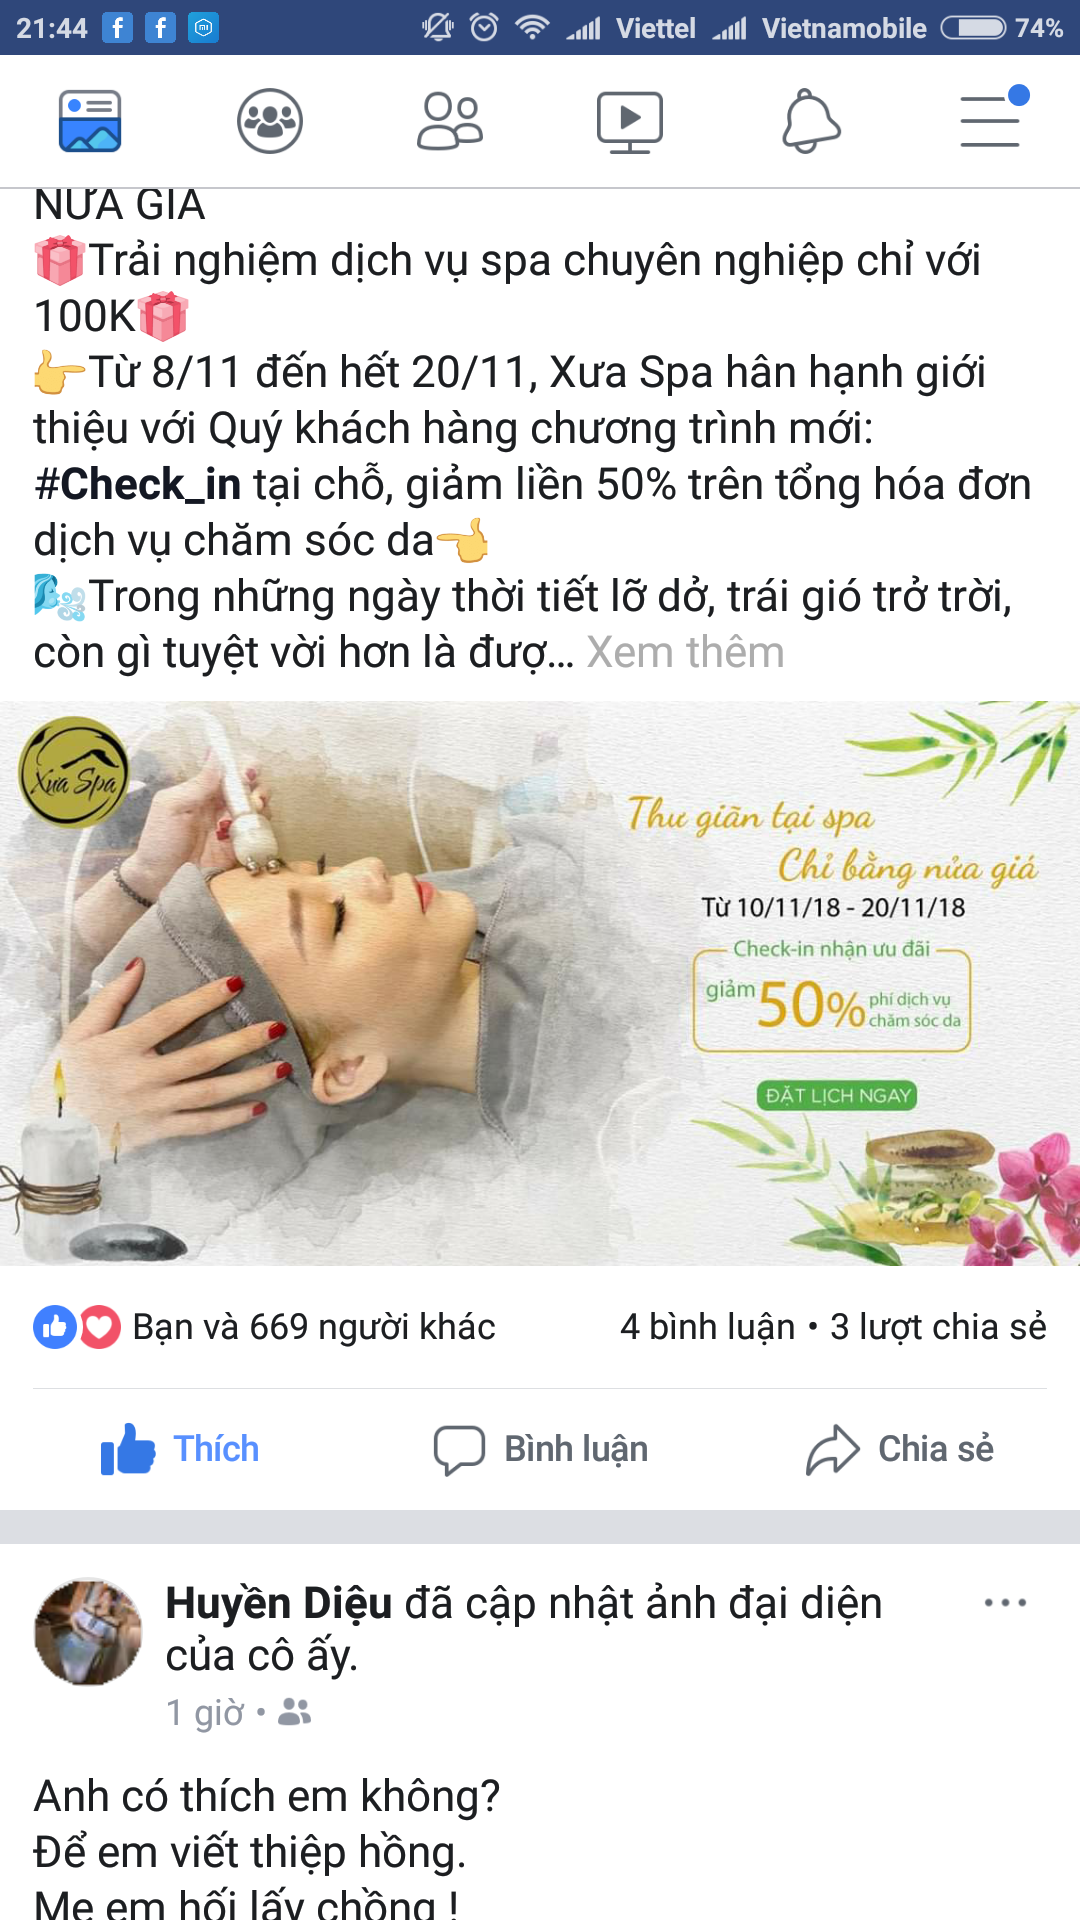 21:44 Viettel Vietnamobile 74%
NỬA GIÁ
Trải nghiệm dịch vụ spa chuyên nghiệp chỉ với
100K
Từ 8/11 đến hết 20/11, Xưa Spa hân hạnh giới
thiệu với Quý khách hàng chương trình mới:
#Check_in tại chỗ, giảm liền 50% trên tổng hóa đơn
dịch vụ chăm sóc da
Trong những ngày thời tiết lỡ dở, trái gió trở trời,
còn gì tuyệt vời hơn là đượ... Xem thêm
Xưa Spa
Thư giãn tại spa
Chỉ bằng nửa giá
Từ 10/11/18 - 20/11/18
Check-in nhận ưu đãi
giảm 50% phí dịch vụ
chăm sóc da
ĐẶT LỊCH NGAY
Bạn và 669 người khác 4 bình luận • 3 lượt chia sẻ
Thích Bình luận Chia sẻ
Huyền Diệu đã cập nhật ảnh đại diện
của cô ấy.
1 giờ •
Anh có thích em không?
Để em viết thiệp hồng.
Mẹ em hối lấy chồng !